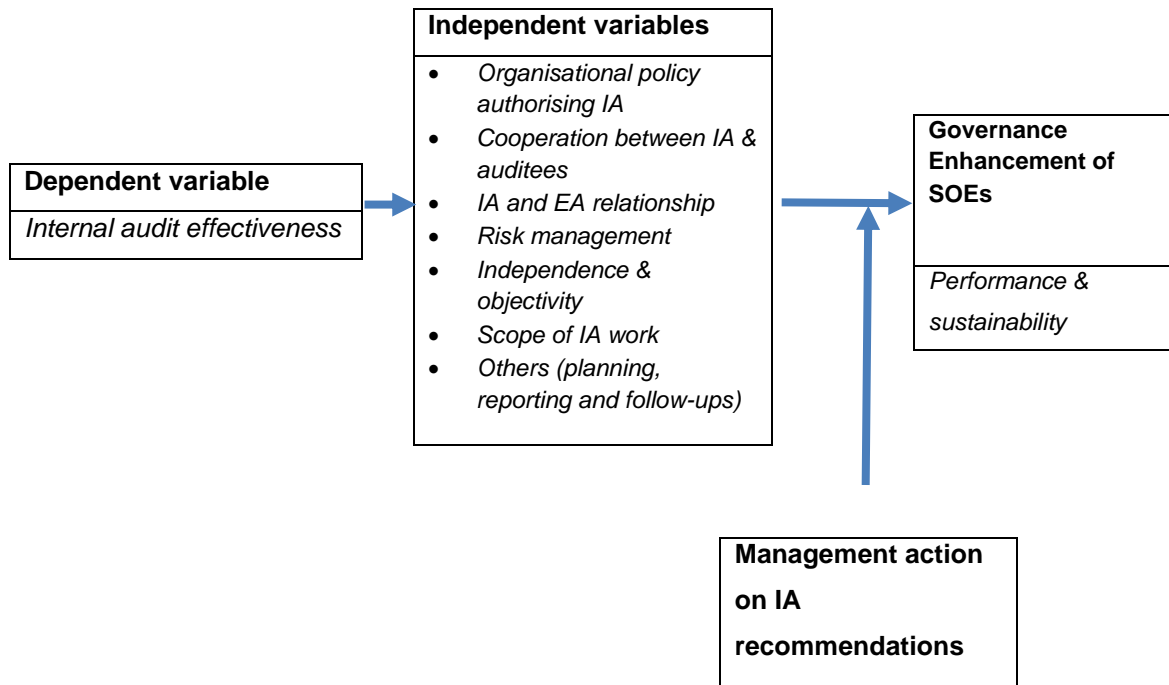 Dependent variable
Internal audit effectiveness
Independent variables
• Organisational policy
authorising IA
• Cooperation between IA &
auditees
• IA and EA relationship
• Risk management
• Independence &
objectivity
• Scope of IA work
• Others (planning,
reporting and follow-ups)
Governance
Enhancement of
SOEs
Performance &
sustainability
Management action
on IA
recommendations